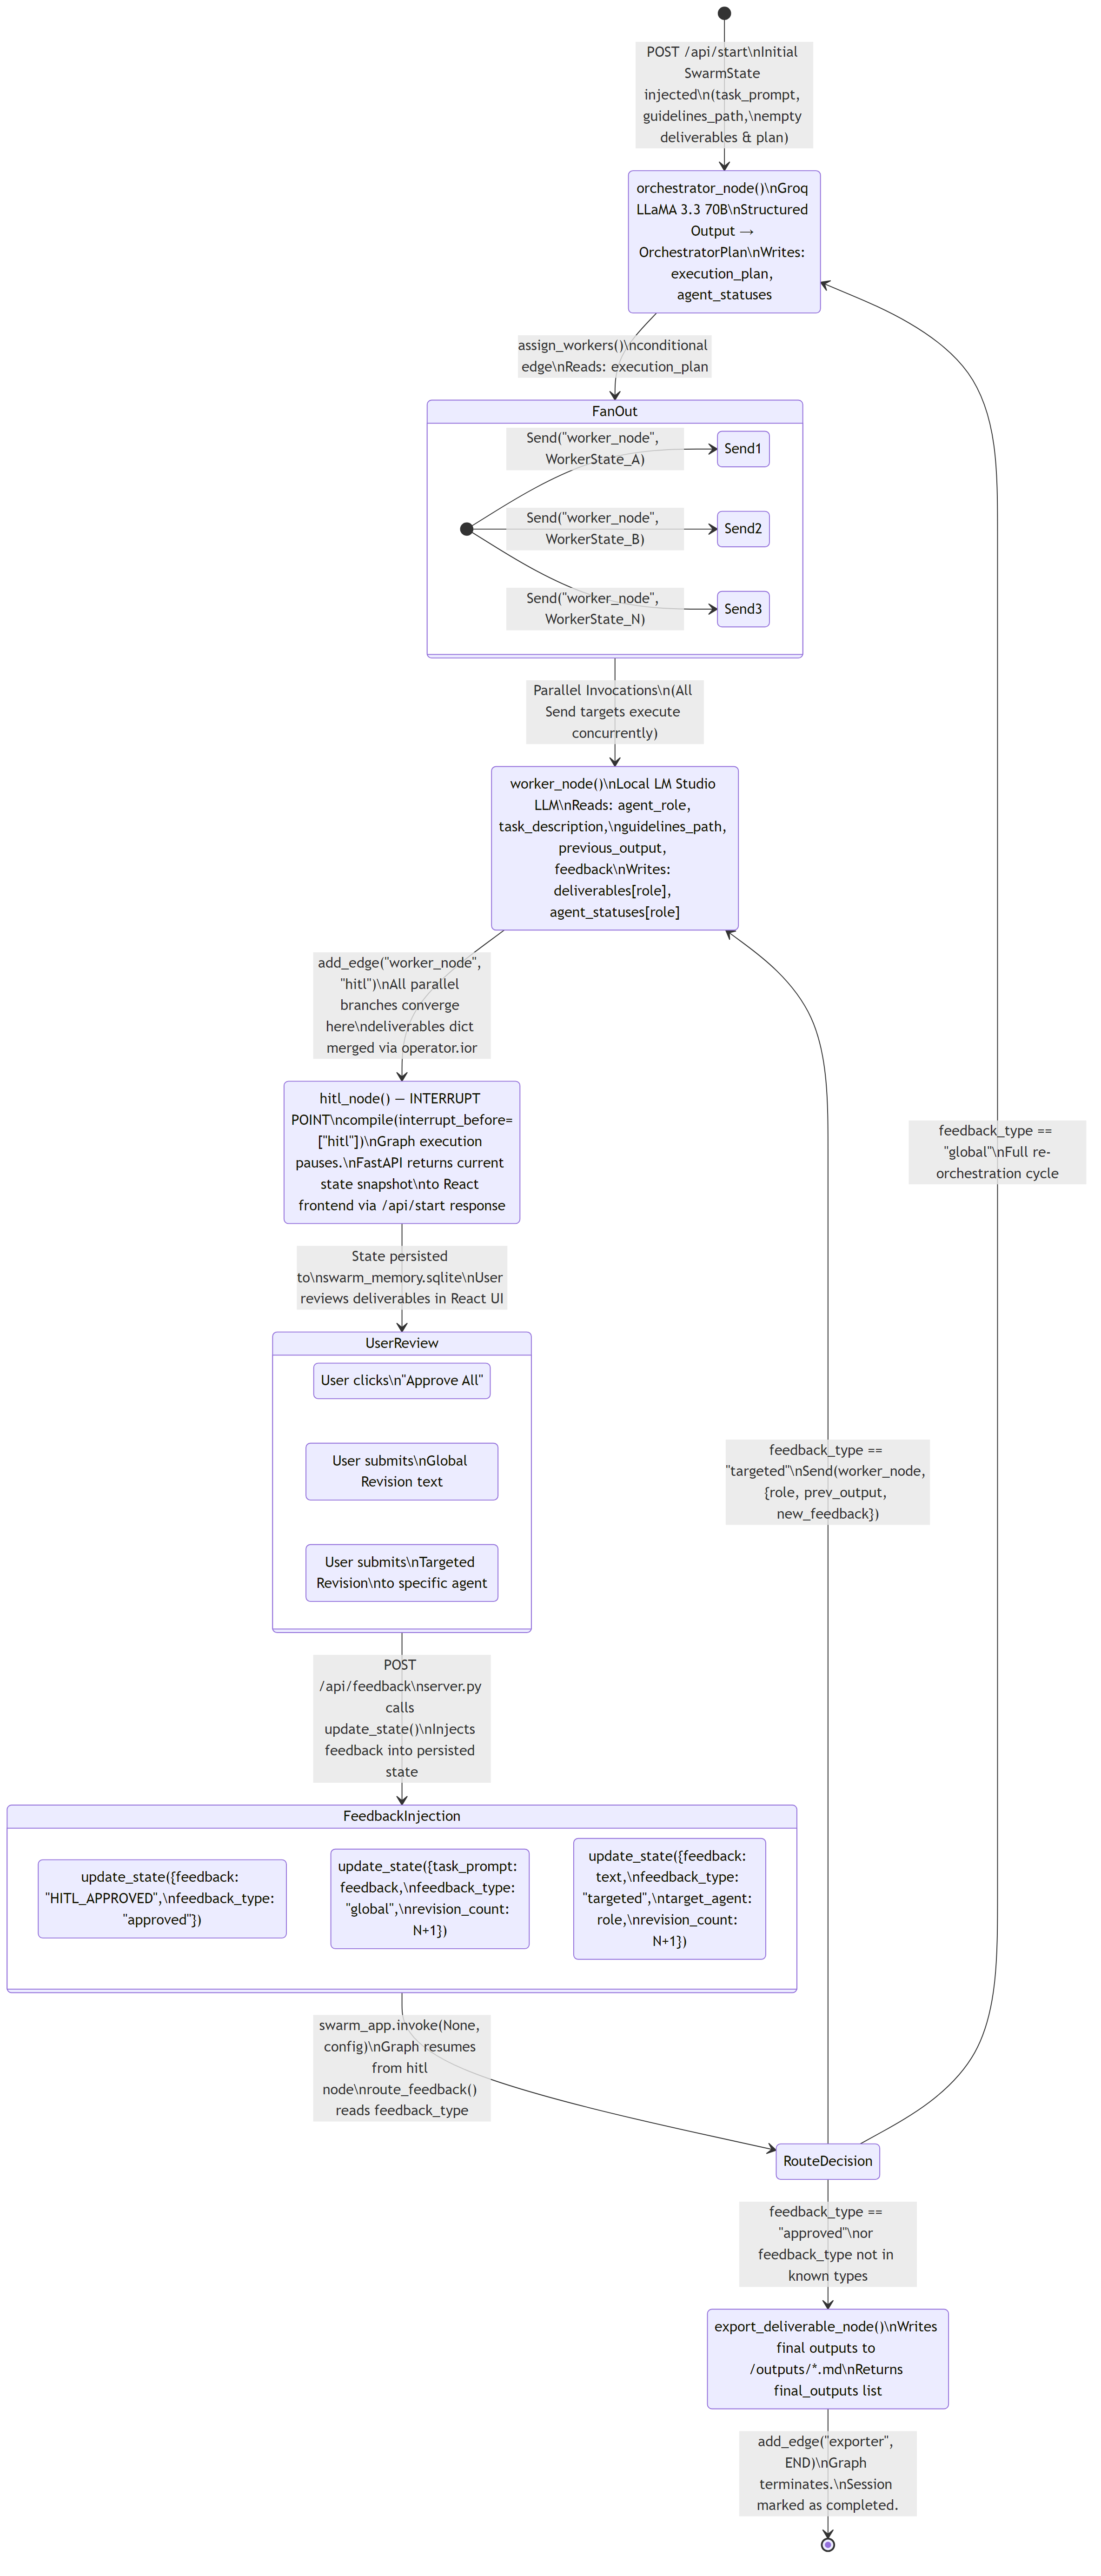 POST /api/start\nInitial
SwarmState
injected\n(task_prompt,
guidelines_path,\nempty
deliverables & plan)
orchestrator_node()\nGroq
LLaMA 3.3 70B\nStructured
Output →
OrchestratorPlan\nWrites:
execution_plan,
agent_statuses
assign_workers()\nconditional
edge\nReads: execution_plan
FanOut
Send("worker_node",
WorkerState_A)
Send1
Send("worker_node",
WorkerState_B)
Send2
Send("worker_node",
WorkerState_N)
Send3
Parallel Invocations\n(All
Send targets execute
concurrently)
worker_node()\nLocal LM Studio
LLM\nReads: agent_role,
task_description,\nguidelines_path,
previous_output,
feedback\nWrites:
deliverables[role],
agent_statuses[role]
add_edge("worker_node",
"hitl")\nAll parallel
branches converge
here\ndeliverables dict
merged via operator.ior
hitl_node() — INTERRUPT
POINT\ncompile(interrupt_before=
["hitl"])\nGraph execution
pauses.\nFastAPI returns current
state snapshot\nto React
frontend via /api/start response
feedback_type ==
"global"\nFull re-
orchestration cycle
State persisted
to\nswarm_memory.sqlite\nUser
reviews deliverables in React UI
UserReview
User clicks\n"Approve All"
User submits\nGlobal
Revision text
User submits\nTargeted
Revision\nto specific agent
feedback_type ==
"targeted"\nSend(worker_node,
{role, prev_output,
new_feedback})
POST
/api/feedback\nserver.py
calls
update_state()\nInjects
feedback into persisted
state
FeedbackInjection
update_state({feedback:
"HITL_APPROVED",\nfeedback_type:
"approved"})
update_state({task_prompt:
feedback,\nfeedback_type:
"global",\nrevision_count:
N+1})
update_state({feedback:
text,\nfeedback_type:
"targeted",\ntarget_agent:
role,\nrevision_count:
N+1})
swarm_app.invoke(None,
config)\nGraph resumes
from hitl
node\nroute_feedback()
reads feedback_type
RouteDecision
feedback_type ==
"approved"\nor
feedback_type not in
known types
export_deliverable_node()\nWrites
final outputs to
/outputs/*.md\nReturns
final_outputs list
add_edge("exporter",
END)\nGraph
terminates.\nSession
marked as completed.